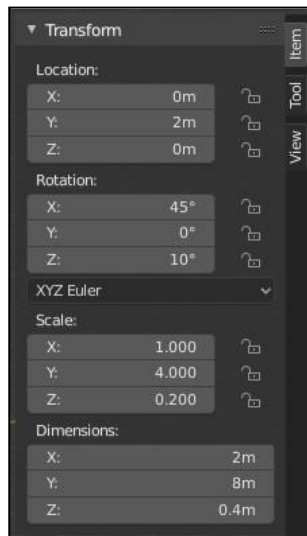 Transform
Location:
X: 0m
Y: 2m
Z: 0m
Rotation:
X: 45°
Y: 0°
Z: 10°
XYZ Euler
Scale:
X: 1.000
Y: 4.000
Z: 0.200
Dimensions:
X: 2m
Y: 8m
Z: 0.4m
Item
Tool
View